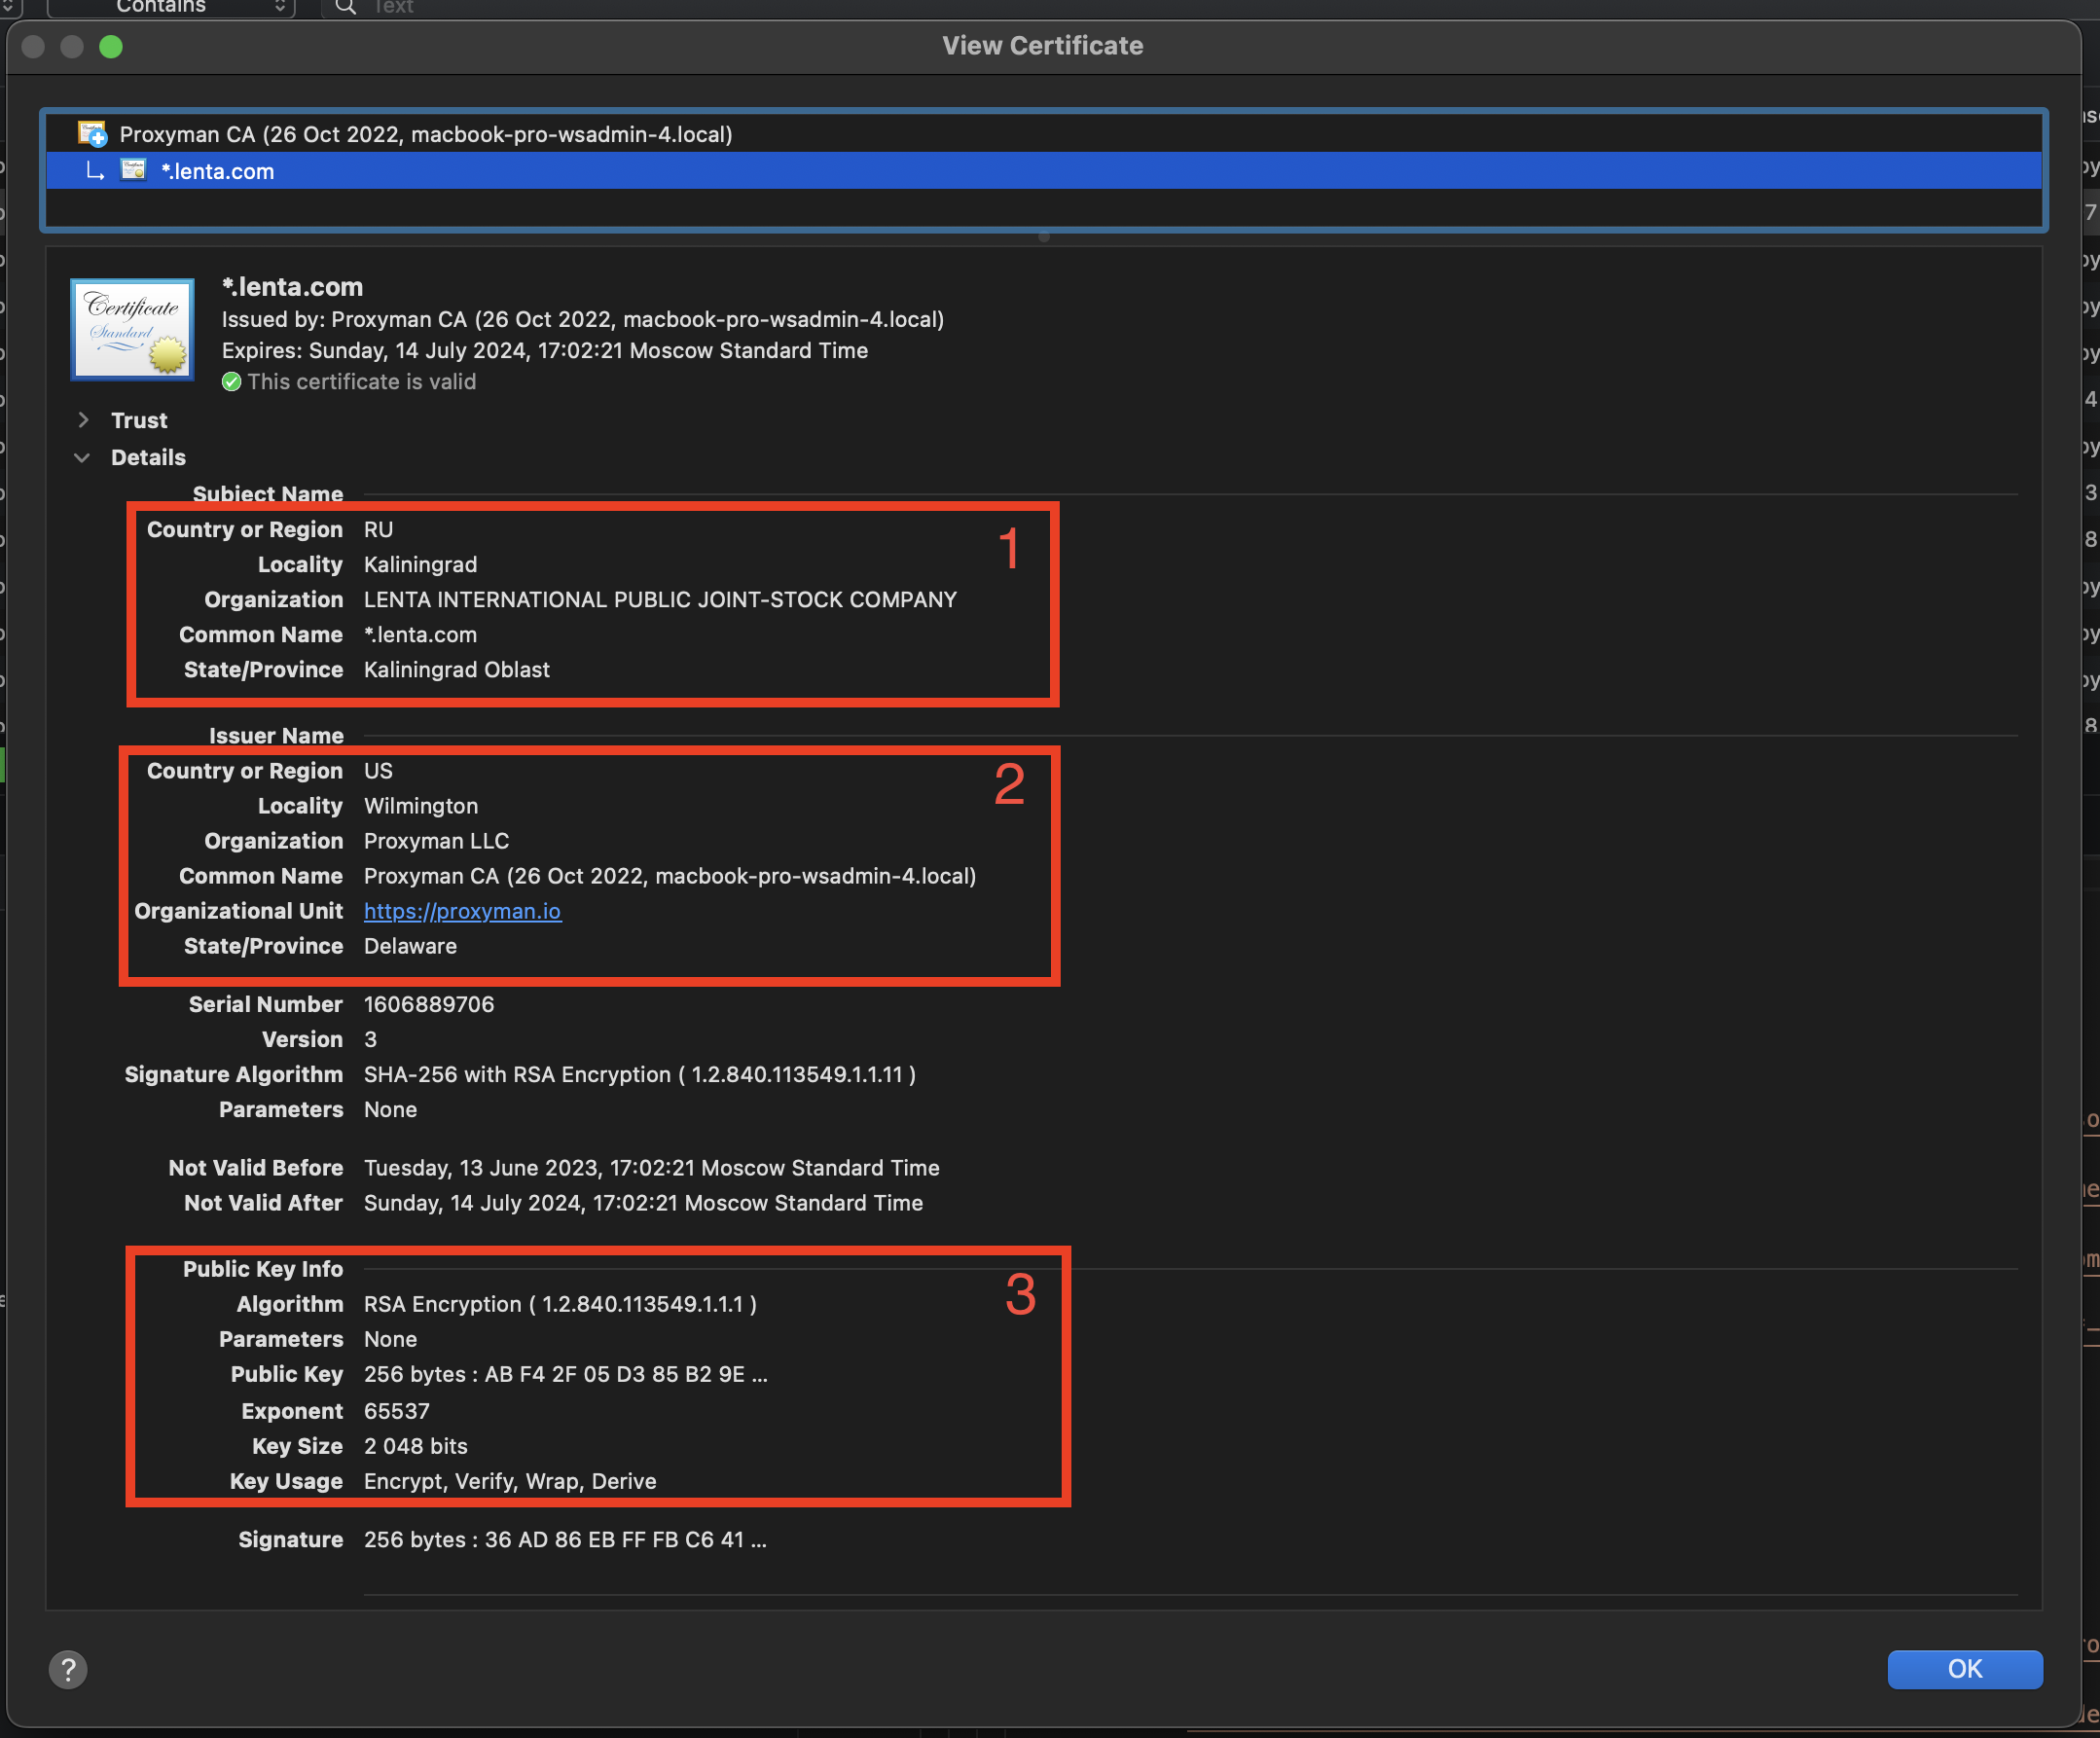 Contains Text
View Certificate
Proxyman CA (26 Oct 2022, macbook-pro-wsadmin-4.local)
*.lenta.com
Certificate
Standard
*.lenta.com
Issued by: Proxyman CA (26 Oct 2022, macbook-pro-wsadmin-4.local)
Expires: Sunday, 14 July 2024, 17:02:21 Moscow Standard Time
This certificate is valid
Trust
Details
Subject Name
Country or Region RU
1
Locality Kaliningrad
Organization LENTA INTERNATIONAL PUBLIC JOINT-STOCK COMPANY
Common Name *.lenta.com
State/Province Kaliningrad Oblast
Issuer Name
Country or Region US
2
Locality Wilmington
Organization Proxyman LLC
Common Name Proxyman CA (26 Oct 2022, macbook-pro-wsadmin-4.local)
Organizational Unit https://proxyman.io
State/Province Delaware
Serial Number 1606889706
Version 3
Signature Algorithm SHA-256 with RSA Encryption ( 1.2.840.113549.1.1.11 )
Parameters None
Not Valid Before Tuesday, 13 June 2023, 17:02:21 Moscow Standard Time
Not Valid After Sunday, 14 July 2024, 17:02:21 Moscow Standard Time
Public Key Info
3
Algorithm RSA Encryption ( 1.2.840.113549.1.1.1 )
Parameters None
Public Key 256 bytes : AB F4 2F 05 D3 85 B2 9E ...
Exponent 65537
Key Size 2 048 bits
Key Usage Encrypt, Verify, Wrap, Derive
Signature 256 bytes : 36 AD 86 EB FF FB C6 41 ...
?
OK